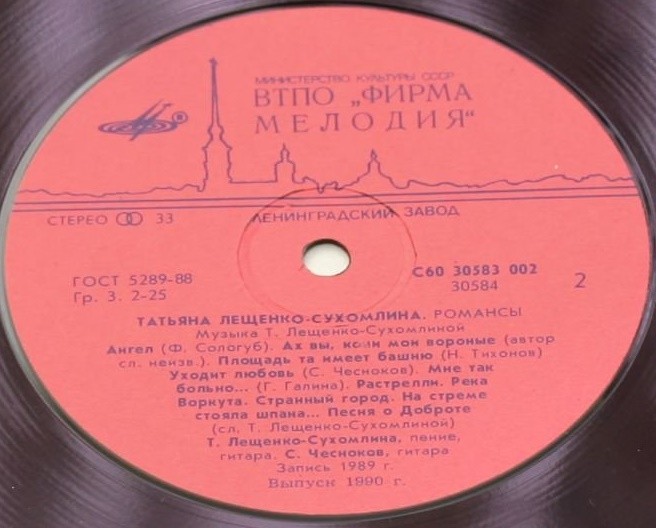 МИНИСТЕРСТВО КУЛЬТУРЫ СССР
ВТПО „ФИРМА
МЕЛОДИЯ“
®
СТЕРЕО 33
ЛЕНИНГРАДСКИЙ ЗАВОД
ГОСТ 5289-88
Гр. 3. 2-25
С60 30583 002
30584
2
ТАТЬЯНА ЛЕЩЕНКО-СУХОМЛИНА. РОМАНСЫ
Музыка Т. Лещенко-Сухомлиной
Ангел (Ф. Сологуб). Ах вы, кони мои вороные (автор
сл. неизв.). Площадь та имеет башню (Н. Тихонов)
Уходит любовь (С. Чесноков). Мне так
больно... (Г. Галина). Растрелли. Река
Воркута. Странный город. На стреме
стояла шпана... Песня о Доброте
(сл. Т. Лещенко-Сухомлиной)
Т. Лещенко-Сухомлина, пение,
гитара. С. Чесноков, гитара
Запись 1989 г.
Выпуск 1990 г.